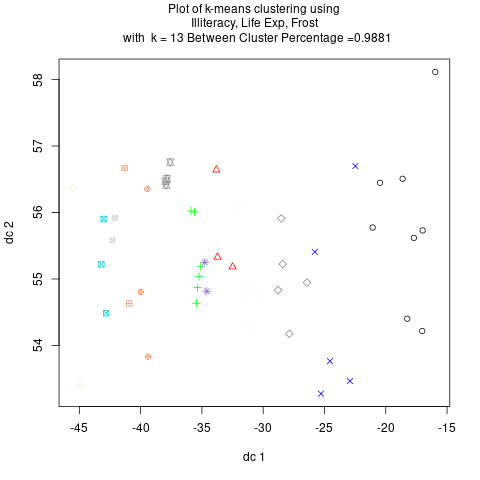 Plot of k-means clustering using
Illiteracy, Life Exp, Frost
with  k = 13 Between Cluster Percentage =0.9881
58
57
56
55
54
dc 2
-45 -40 -35 -30 -25 -20 -15
dc 1